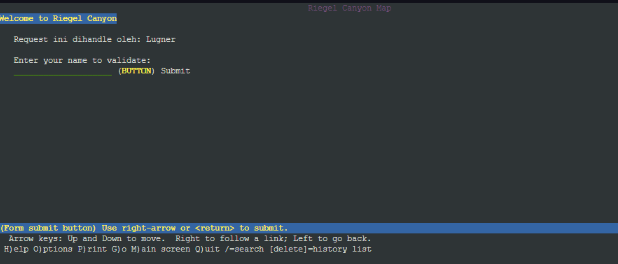 Riegel Canyon Map
Welcome to Riegel Canyon
Request ini dihandle oleh: Lugner
Enter your name to validate:
____________________ (BUTTON) Submit
(Form submit button) Use right-arrow or <return> to submit.
Arrow keys: Up and Down to move.  Right to follow a link; Left to go back.
H)elp O)ptions P)rint G)o M)ain screen Q)uit /=search [delete]=history list